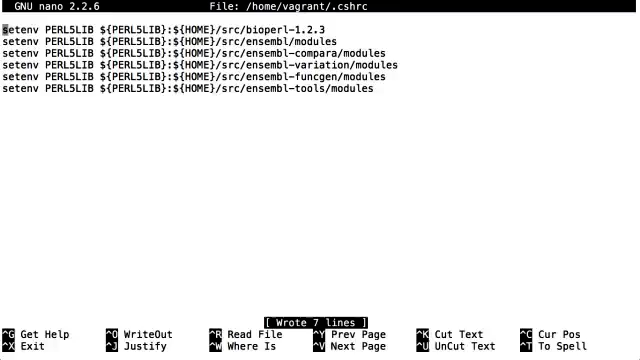 GNU nano 2.2.6 File: /home/vagrant/.cshrc
setenv PERL5LIB ${PERL5LIB}:${HOME}/src/bioperl-1.2.3
setenv PERL5LIB ${PERL5LIB}:${HOME}/src/ensembl/modules
setenv PERL5LIB ${PERL5LIB}:${HOME}/src/ensembl-compara/modules
setenv PERL5LIB ${PERL5LIB}:${HOME}/src/ensembl-variation/modules
setenv PERL5LIB ${PERL5LIB}:${HOME}/src/ensembl-funcgen/modules
setenv PERL5LIB ${PERL5LIB}:${HOME}/src/ensembl-tools/modules
[ Wrote 7 lines ]
^G Get Help ^O WriteOut ^R Read File ^Y Prev Page ^K Cut Text ^C Cur Pos
^X Exit ^J Justify ^W Where Is ^V Next Page ^U UnCut Text ^T To Spell